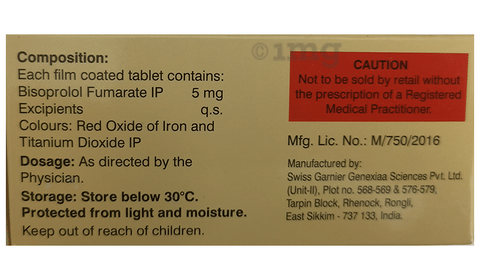 Composition:
Each film coated tablet contains:
Bisoprolol Fumarate IP 5 mg
Excipients q.s.
Colours: Red Oxide of Iron and
Titanium Dioxide IP
Dosage: As directed by the
Physician.
Storage: Store below 30°C.
Protected from light and moisture.
Keep out of reach of children.
©1mg
CAUTION
Not to be sold by retail without
the prescription of a Registered
Medical Practitioner.
Mfg. Lic. No.: M/750/2016
Manufactured by:
Swiss Garnier Genexiaa Sciences Pvt. Ltd.
(Unit-II), Plot no. 568-569 & 576-579,
Tarpin Block, Rhenock, Rongli,
East Sikkim - 737 133, India.